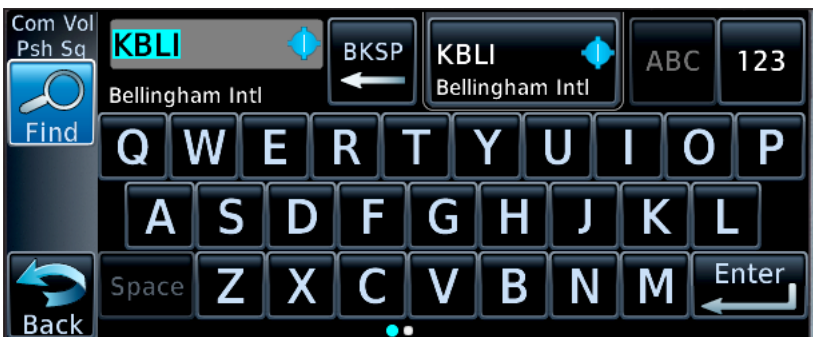 Com Vol
Psh Sq
KBLI
Bellingham Intl
BKSP
KBLI
Bellingham Intl
ABC
123
Find
Q W E R T Y U I O P
A S D F G H J K L
Space Z X C V B N M Enter
Back